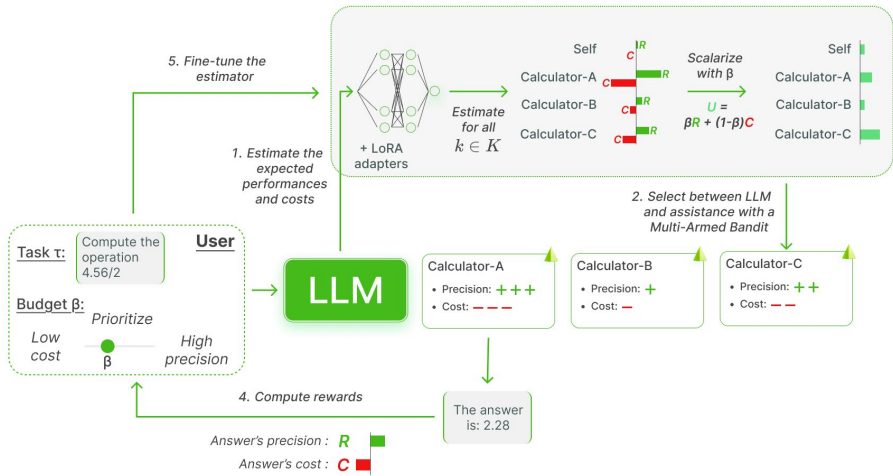 5. Fine-tune the
estimator
+ LoRA
adapters
Estimate
for all
k ∈ K
Self
R
C
Calculator-A
R
C
Calculator-B
R
C
Calculator-C
R
C
Scalarize
with β
U =
βR + (1-β)C
Self
Calculator-A
Calculator-B
Calculator-C
1. Estimate the
expected
performances
and costs
2. Select between LLM
and assistance with a
Multi-Armed Bandit
User
Task τ:
Compute the
operation
4.56/2
Budget β:
Prioritize
Low
cost
High
precision
β
LLM
Calculator-A
• Precision: +++
• Cost: − − −
Calculator-B
• Precision: +
• Cost: −
Calculator-C
• Precision: ++
• Cost: − −
4. Compute rewards
The answer
is: 2.28
Answer's precision : R
Answer's cost : C